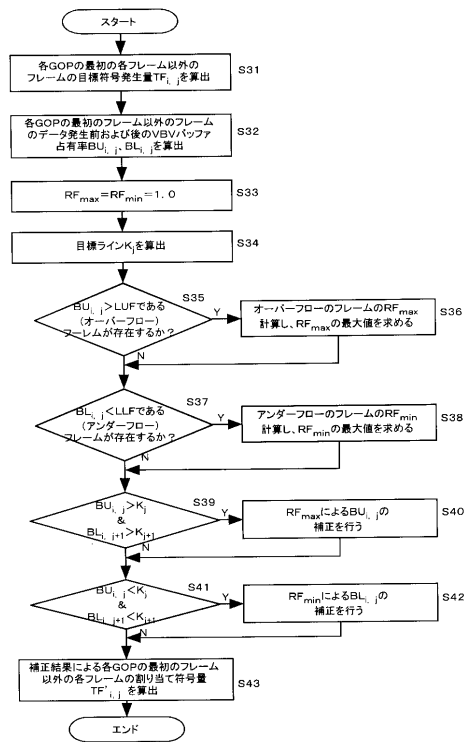 スタート
各GOPの最初の各フレーム以外の
フレームの目標符号発生量TFi, jを算出
S31
各GOPの最初のフレーム以外のフレーム
のデータ発生前および後のVBVバッファ
占有率BUi, j、BLi, jを算出
S32
RFmax=RFmin=1.0
S33
目標ラインKjを算出
S34
BUi, j>LUFである
(オーバーフロー)
フーレムが存在するか?
S35
Y
N
オーバーフローのフレームのRFmax
計算し、RFmaxの最大値を求める
S36
BLi, j<LLFである
(アンダーフロー)
フレームが存在するか?
S37
Y
N
アンダーフローのフレームのRFmin
計算し、RFminの最大値を求める
S38
BUi, j>Kj
&
BLi, j+1>Kj+1
S39
Y
N
RFmaxによるBUi, jの
補正を行う
S40
BUi, j<Kj
&
BLi, j+1<Kj+1
S41
Y
N
RFminによるBLi, jの
補正を行う
S42
補正結果による各GOPの最初のフレーム
以外の各フレームの割り当て符号量
TF'i, jを算出
S43
エンド